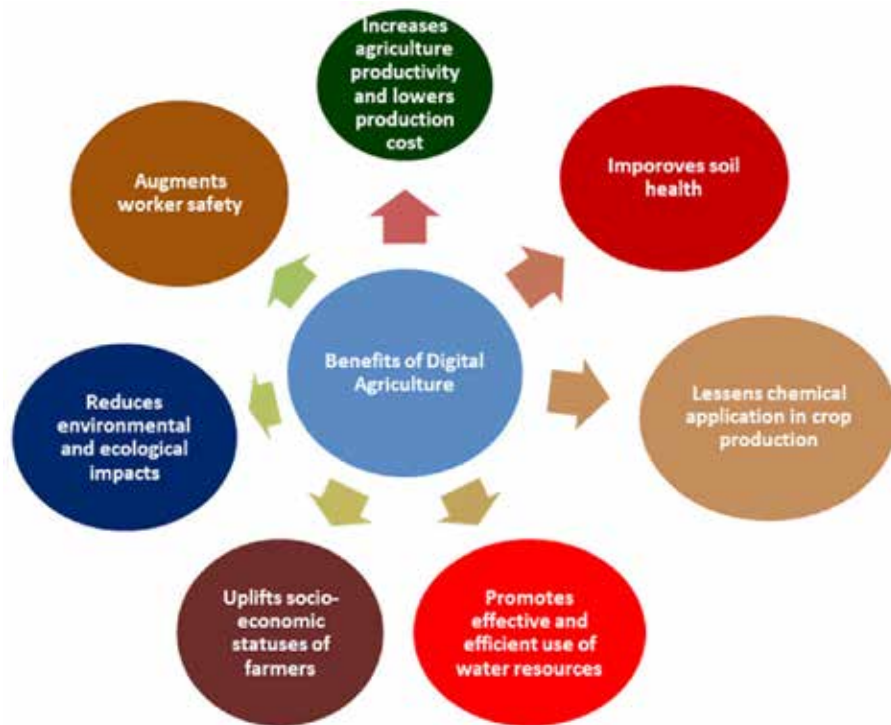 Increases
agriculture
productivity
and lowers
production
cost
Imporoves soil
health
Lessens chemical
application in crop
production
Promotes
effective and
efficient use of
water resources
Uplifts socio-
economic
statuses of
farmers
Reduces
environmental
and ecological
impacts
Augments
worker safety
Benefits of Digital
Agriculture